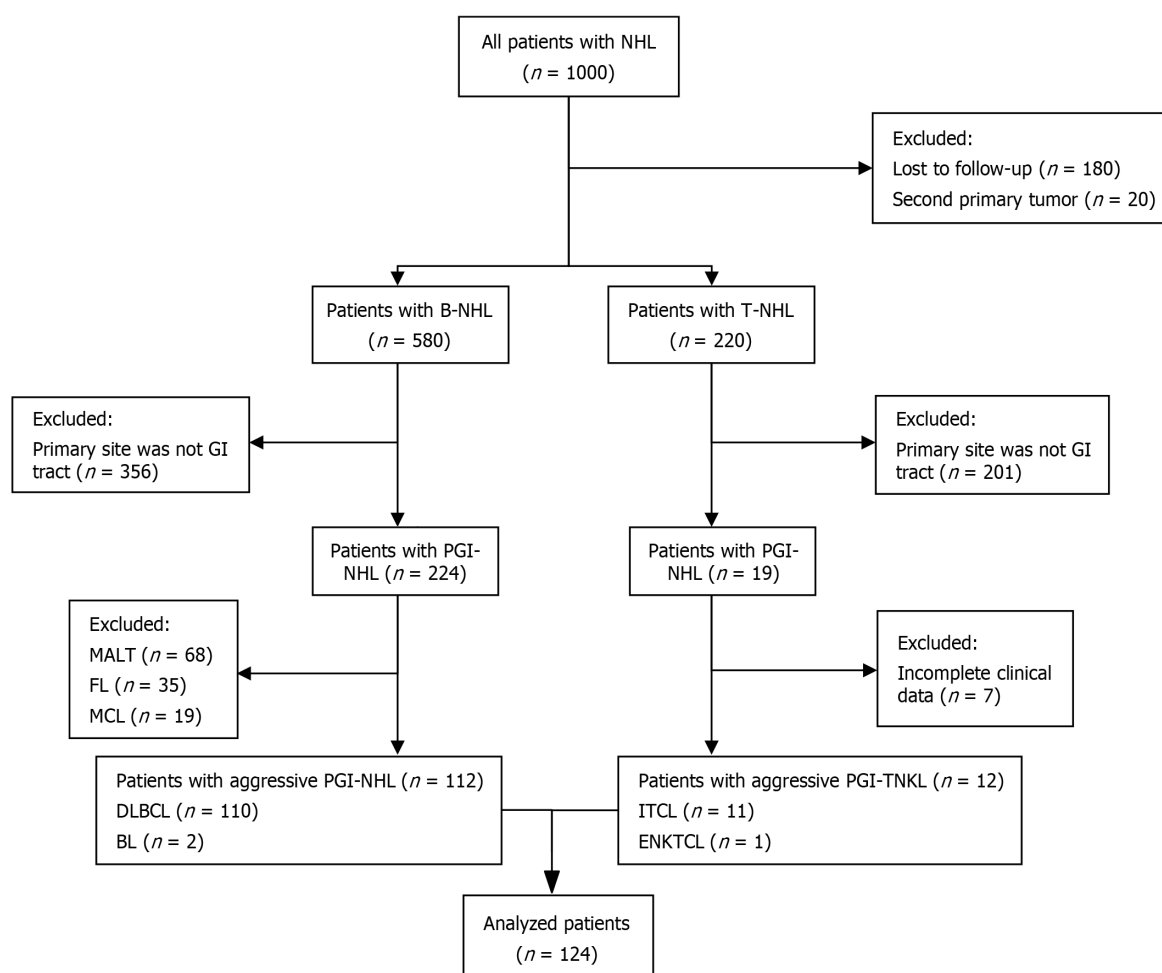 All patients with NHL
(n = 1000)
Excluded:
Lost to follow-up (n = 180)
Second primary tumor (n = 20)
Patients with B-NHL
(n = 580)
Patients with T-NHL
(n = 220)
Excluded:
Primary site was not GI
tract (n = 356)
Excluded:
Primary site was not GI
tract (n = 201)
Patients with PGI-
NHL (n = 224)
Patients with PGI-
NHL (n = 19)
Excluded:
MALT (n = 68)
FL (n = 35)
MCL (n = 19)
Excluded:
Incomplete clinical
data (n = 7)
Patients with aggressive PGI-NHL (n = 112)
DLBCL (n = 110)
BL (n = 2)
Patients with aggressive PGI-TNKL (n = 12)
ITCL (n = 11)
ENKTCL (n = 1)
Analyzed patients
(n = 124)